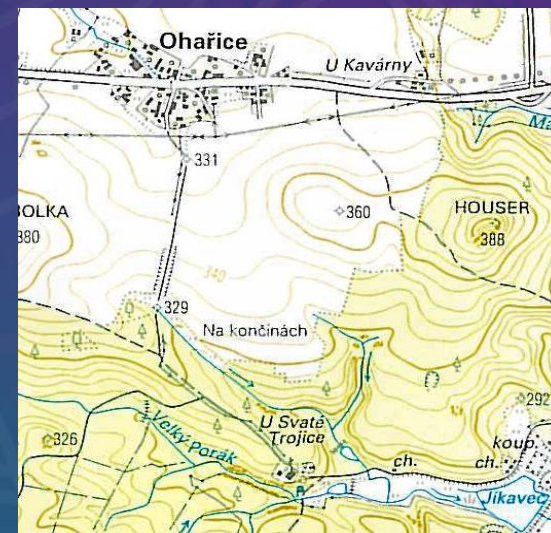 Ohařice
U Kavárny
331
360
HOUSER
388
BOLKA
380
340
329
Na končinách
292
U Svaté
Trojice
Velký Porák
326
koup.
ch.
ch.
Jíkavec